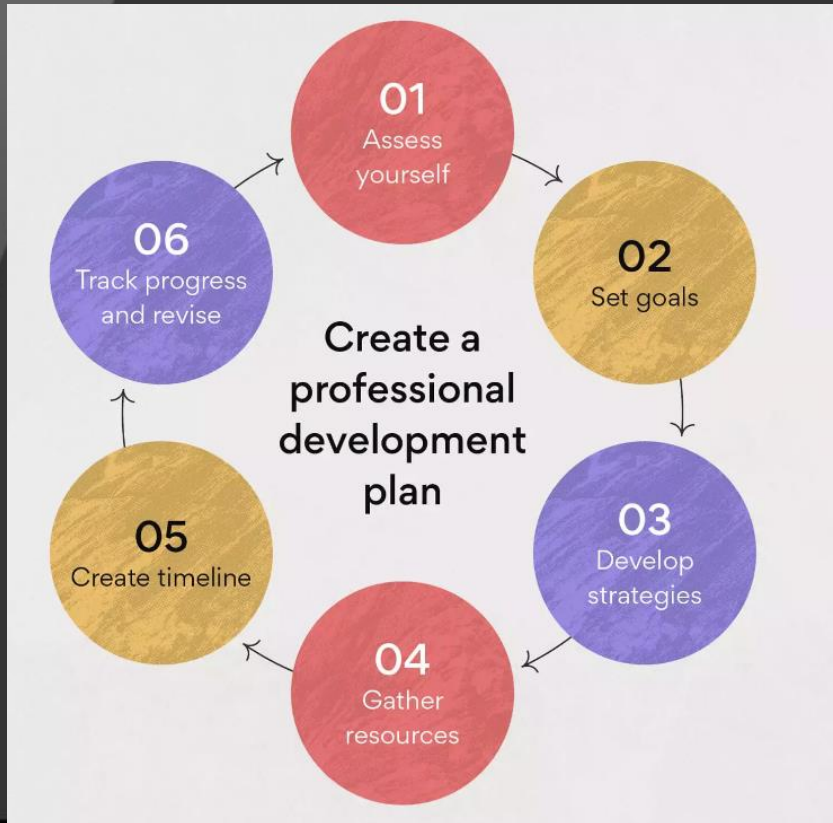 01
Assess
yourself
02
Set goals
03
Develop
strategies
04
Gather
resources
05
Create timeline
06
Track progress
and revise
Create a
professional
development
plan